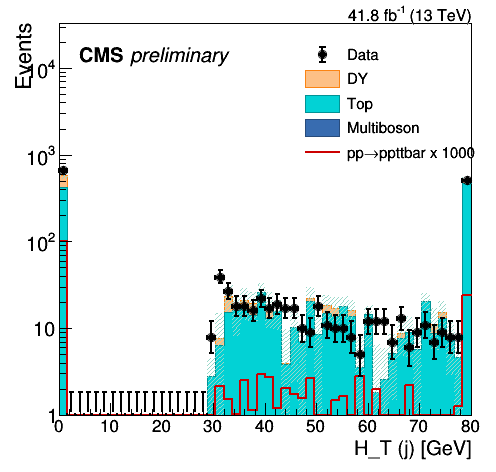 41.8 fb⁻¹ (13 TeV)
Events
CMS preliminary
Data
DY
Top
Multiboson
pp→ppttbar x 1000
10⁴
10³
10²
10
1
0 10 20 30 40 50 60 70 80
H_T (j) [GeV]